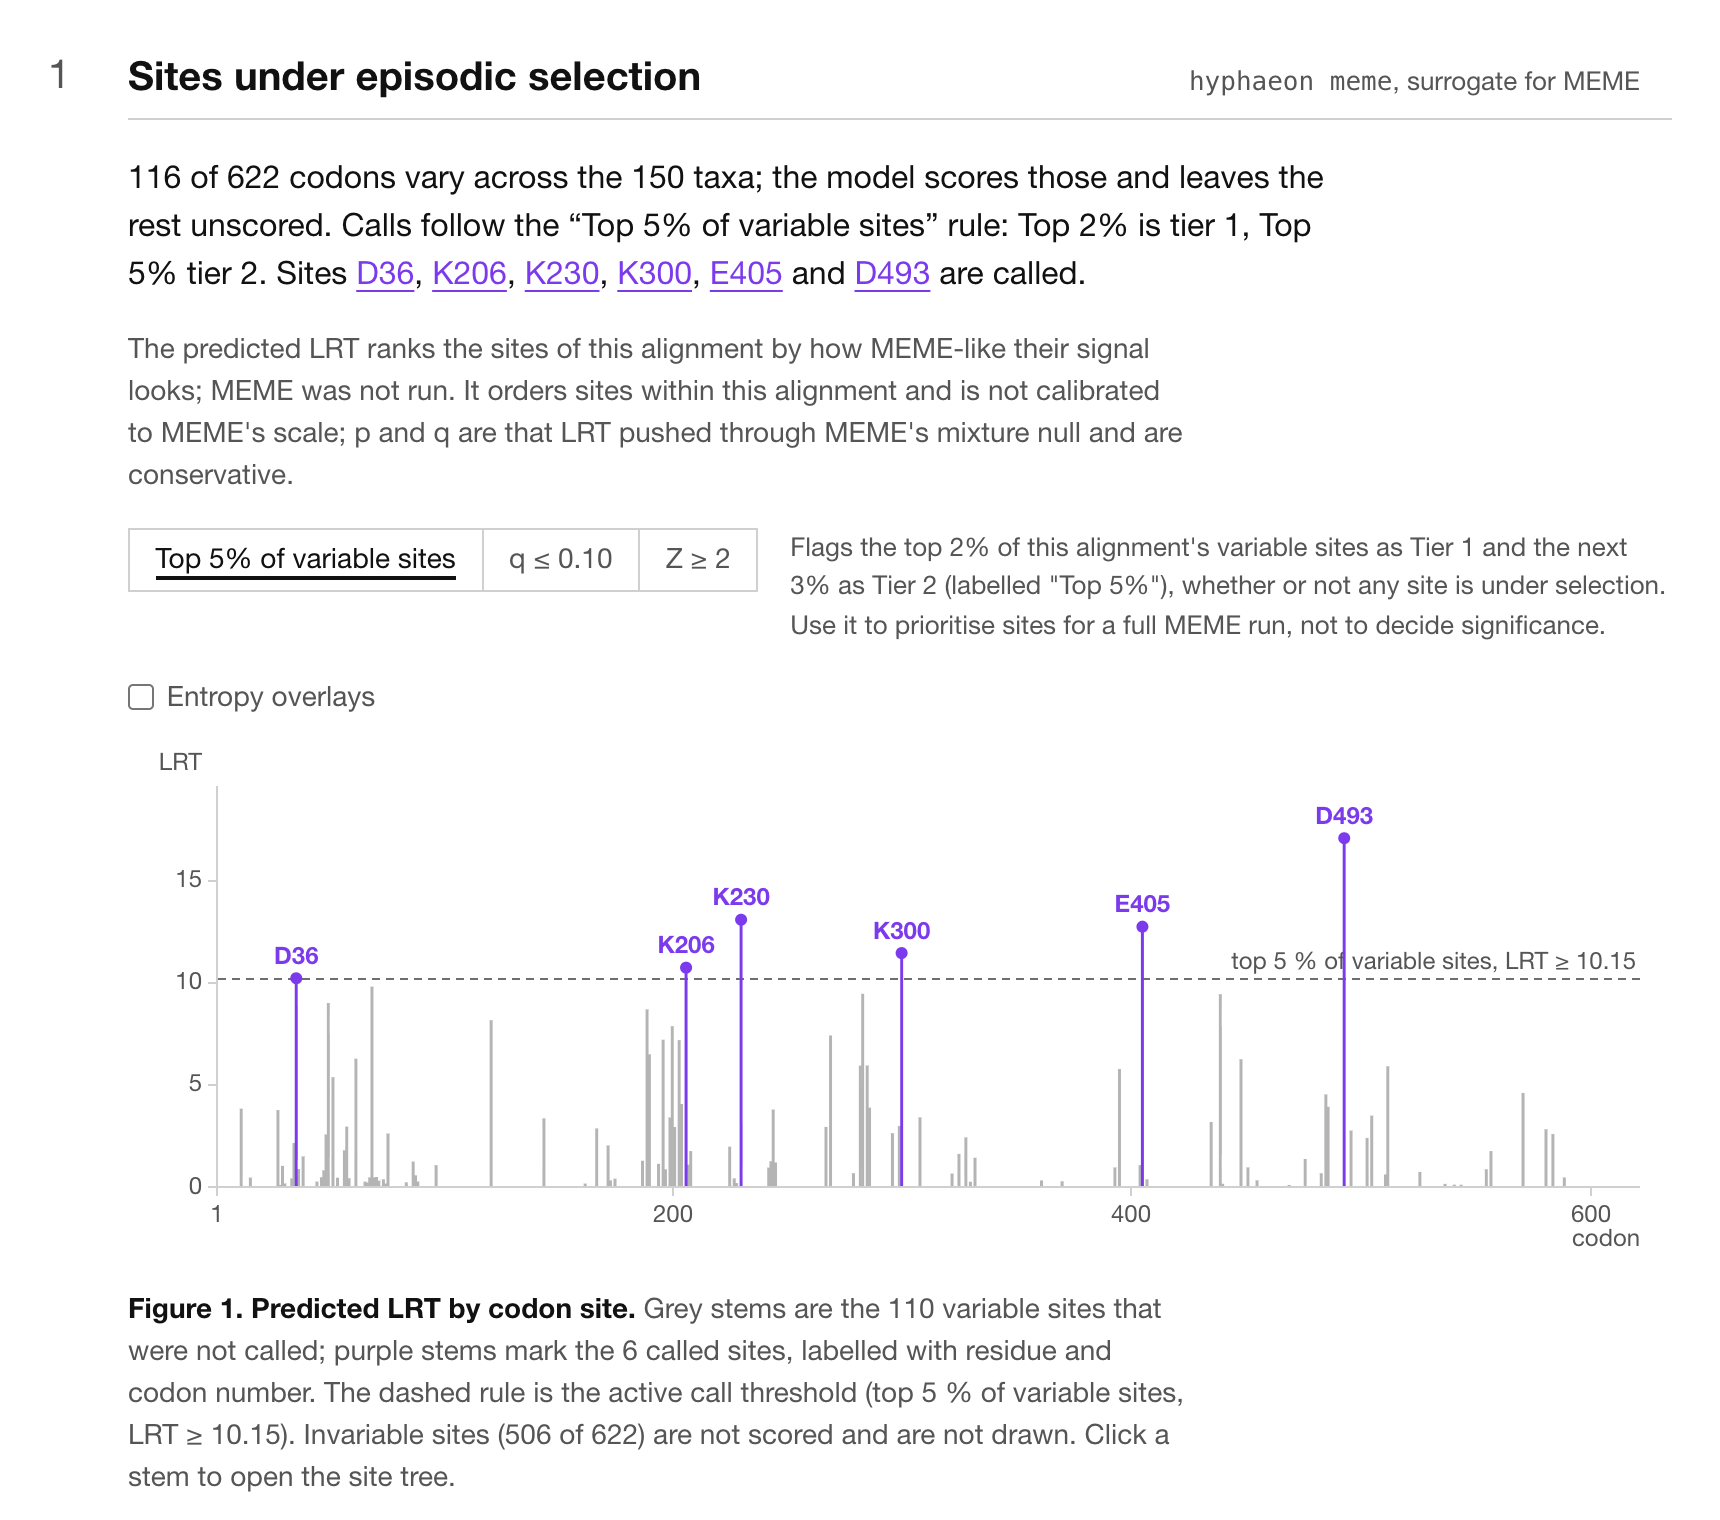 1
Sites under episodic selection
hyphaeon meme, surrogate for MEME
116 of 622 codons vary across the 150 taxa; the model scores those and leaves the
rest unscored. Calls follow the “Top 5% of variable sites” rule: Top 2% is tier 1, Top
5% tier 2. Sites D36, K206, K230, K300, E405 and D493 are called.
The predicted LRT ranks the sites of this alignment by how MEME-like their signal
looks; MEME was not run. It orders sites within this alignment and is not calibrated
to MEME's scale; p and q are that LRT pushed through MEME's mixture null and are
conservative.
Top 5% of variable sites
q ≤ 0.10
Z ≥ 2
Flags the top 2% of this alignment's variable sites as Tier 1 and the next
3% as Tier 2 (labelled "Top 5%"), whether or not any site is under selection.
Use it to prioritise sites for a full MEME run, not to decide significance.
Entropy overlays
LRT
D493
15
K230
E405
K300
K206
D36
top 5 % of variable sites, LRT ≥ 10.15
10
5
0
1
200
400
600
codon
Figure 1. Predicted LRT by codon site. Grey stems are the 110 variable sites that
were not called; purple stems mark the 6 called sites, labelled with residue and
codon number. The dashed rule is the active call threshold (top 5 % of variable sites,
LRT ≥ 10.15). Invariable sites (506 of 622) are not scored and are not drawn. Click a
stem to open the site tree.